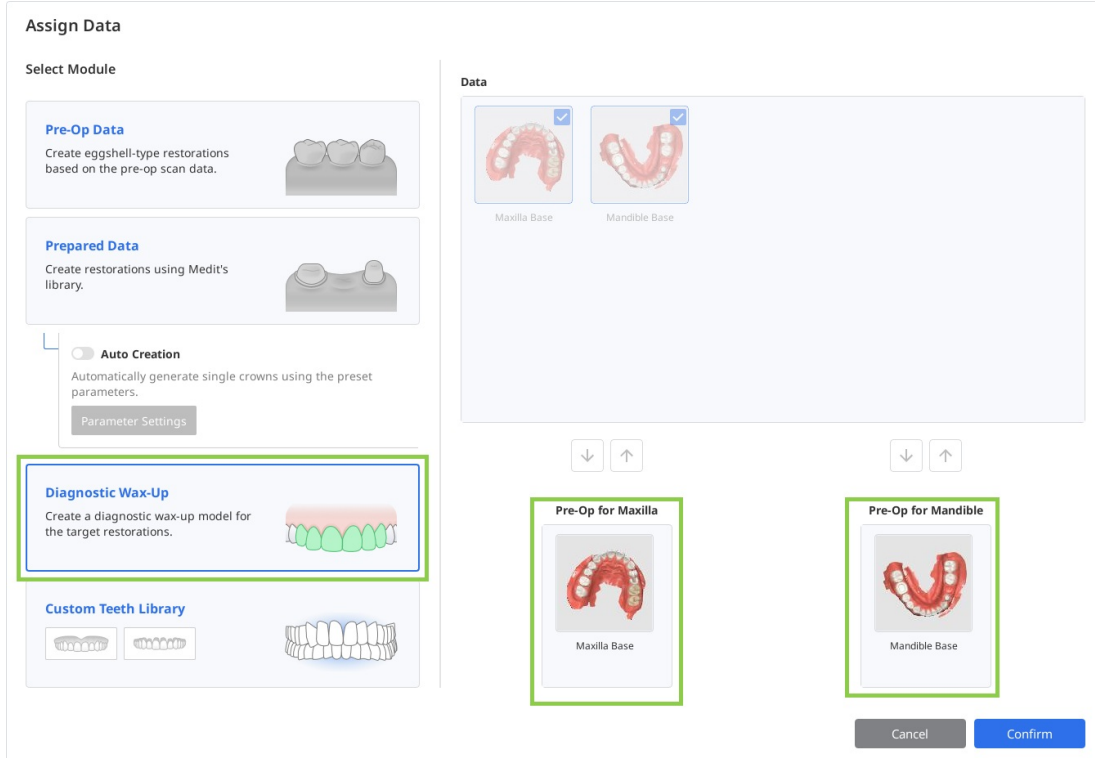 Assign Data
Select Module
Pre-Op Data
Create eggshell-type restorations
based on the pre-op scan data.
Prepared Data
Create restorations using Medit's
library.
Auto Creation
Automatically generate single crowns using the preset
parameters.
Parameter Settings
Diagnostic Wax-Up
Create a diagnostic wax-up model for
the target restorations.
Custom Teeth Library
Data
Maxilla Base
Mandible Base
Pre-Op for Maxilla
Maxilla Base
Pre-Op for Mandible
Mandible Base
Cancel
Confirm